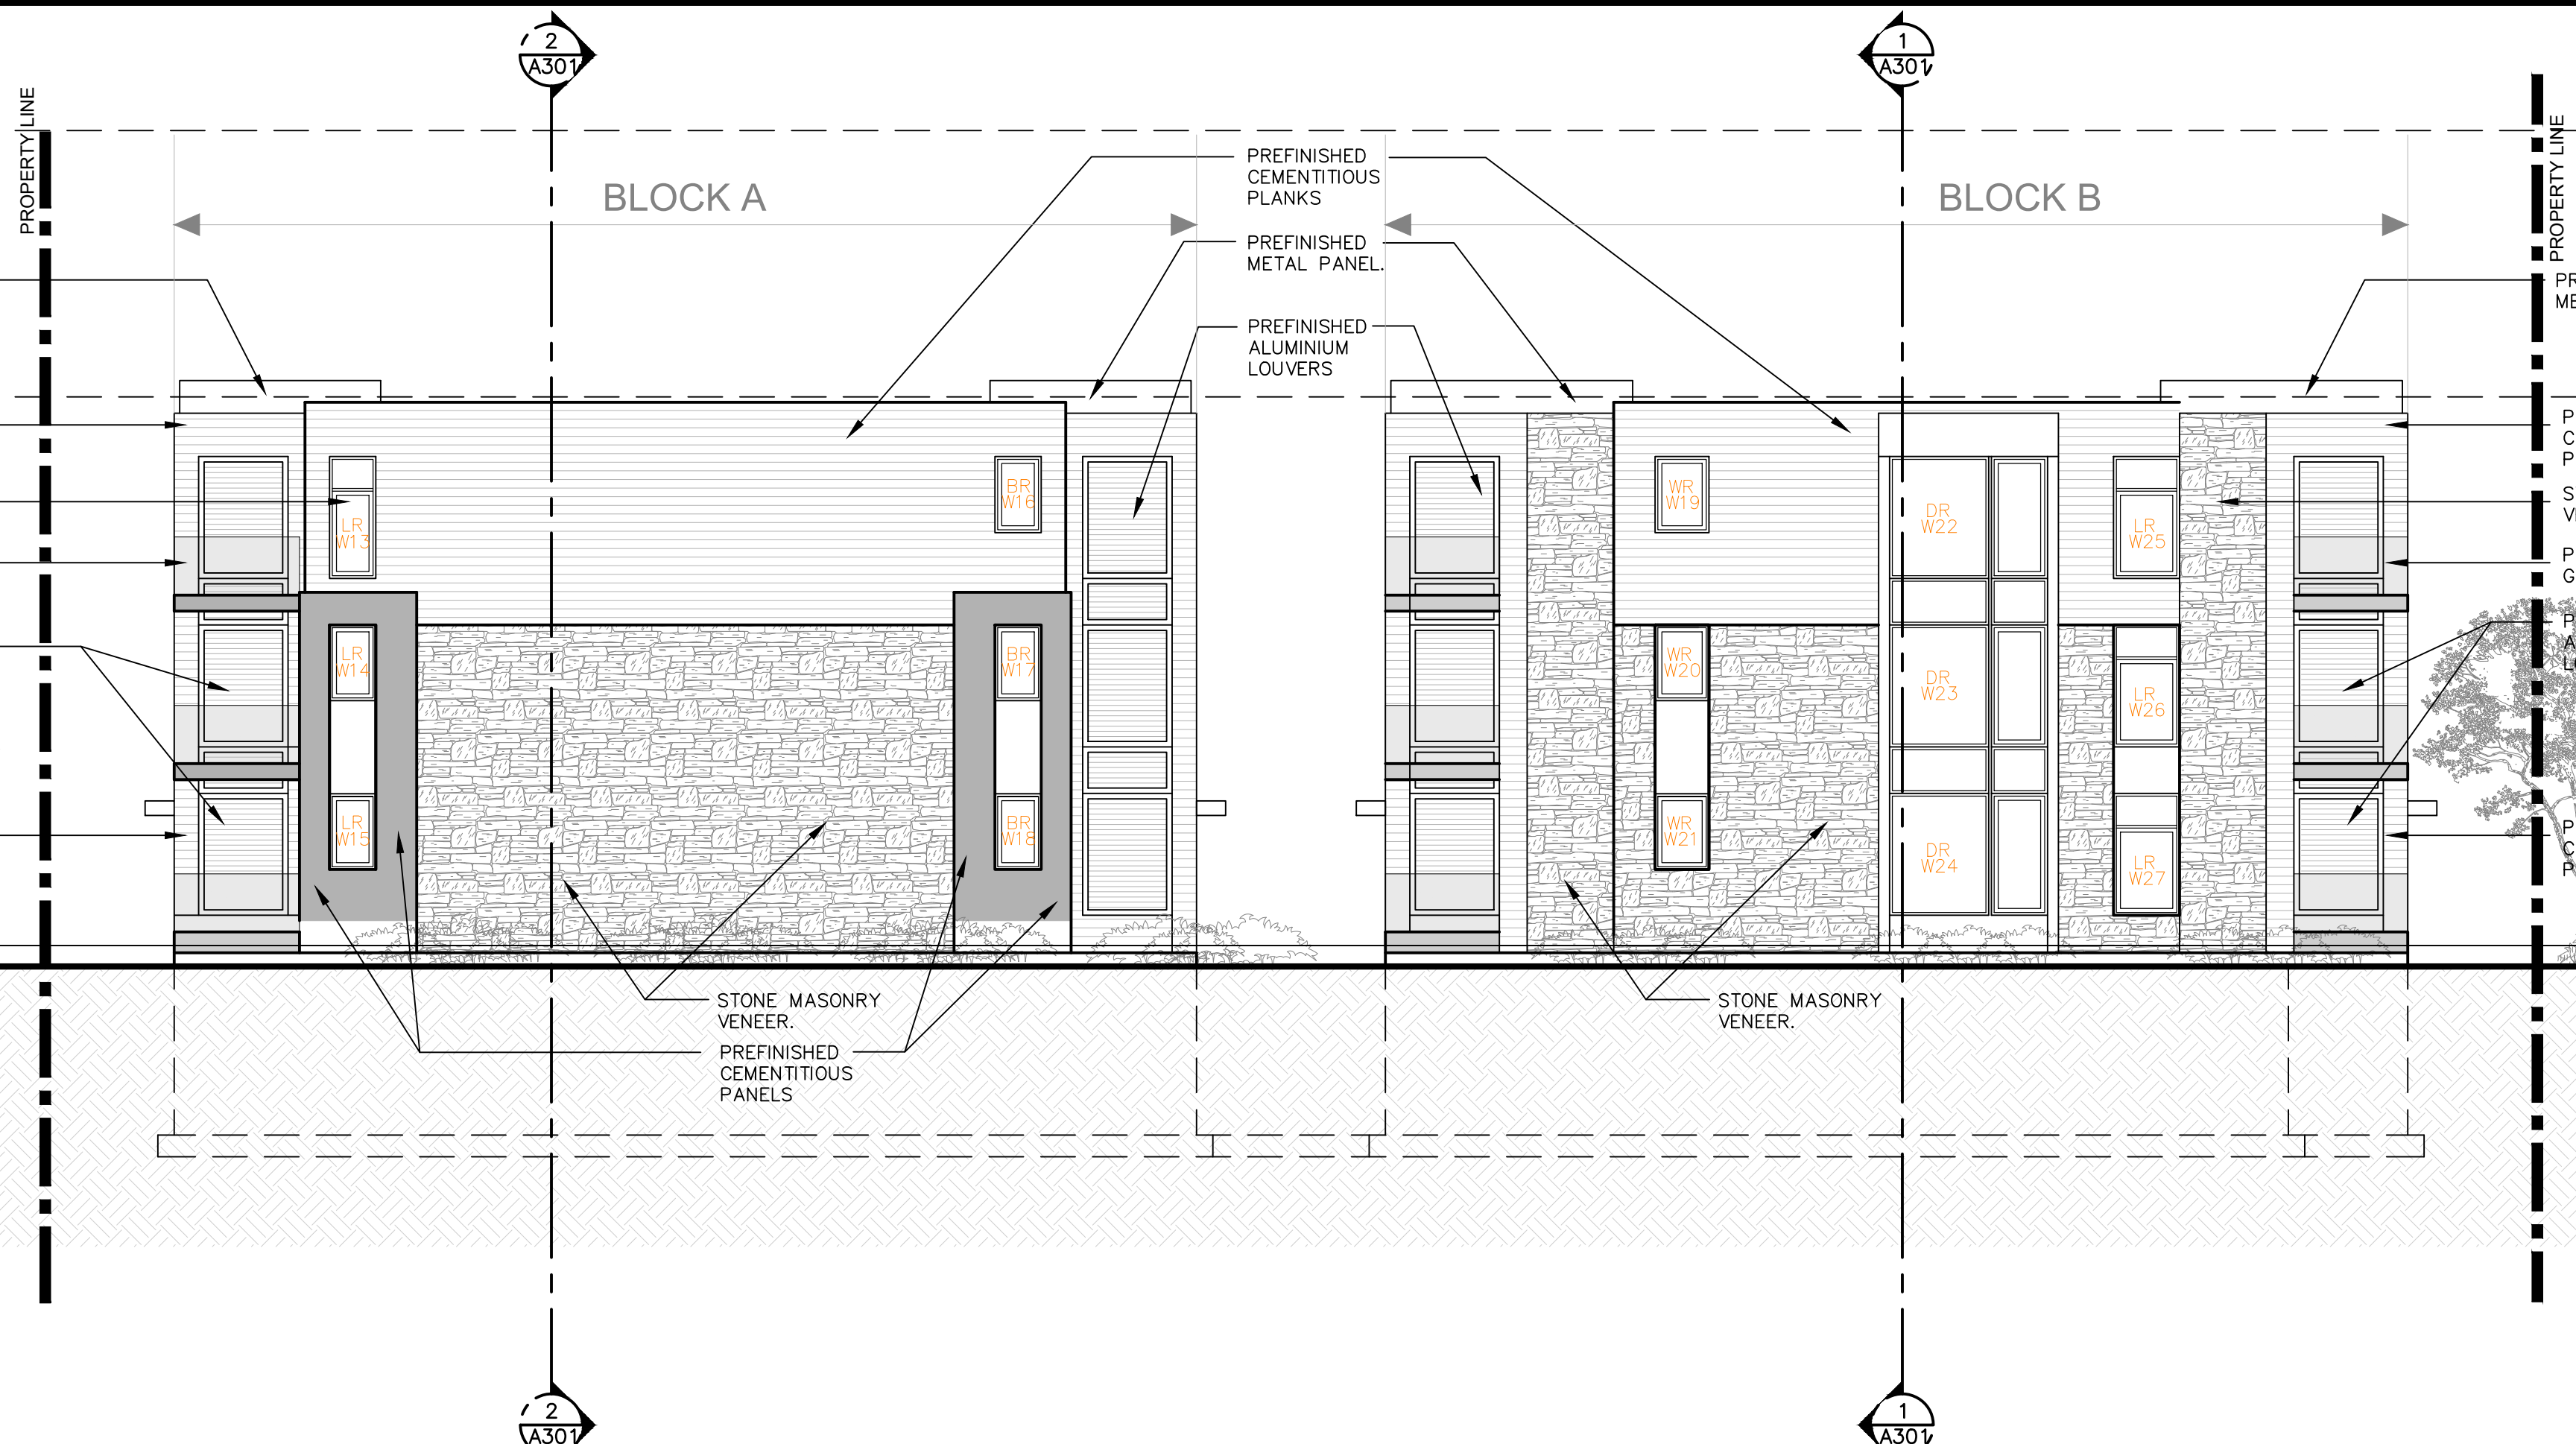 2
A301
1
A301
PROPERTY LINE
PROPERTY LINE
BLOCK A
BLOCK B
PREFINISHED
CEMENTITIOUS
PLANKS
PREFINISHED
METAL PANEL.
PREFINISHED
ALUMINIUM
LOUVERS
LR
W13
BR
W16
LR
W14
BR
W17
LR
W15
BR
W18
WR
W19
DR
W22
LR
W25
WR
W20
DR
W23
LR
W26
WR
W21
DR
W24
LR
W27
STONE MASONRY
VENEER.
PREFINISHED
CEMENTITIOUS
PANELS
STONE MASONRY
VENEER.
2
A301
1
A301